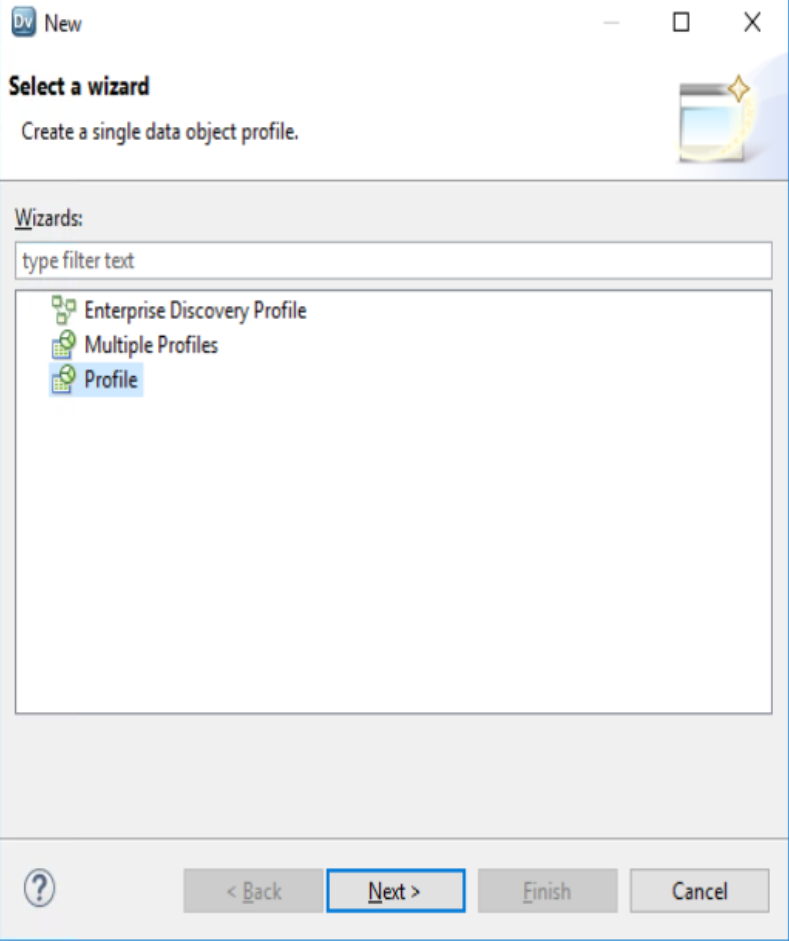 Dv New
Select a wizard
Create a single data object profile.
Wizards:
type filter text
Enterprise Discovery Profile
Multiple Profiles
Profile
?
< Back Next > Finish Cancel